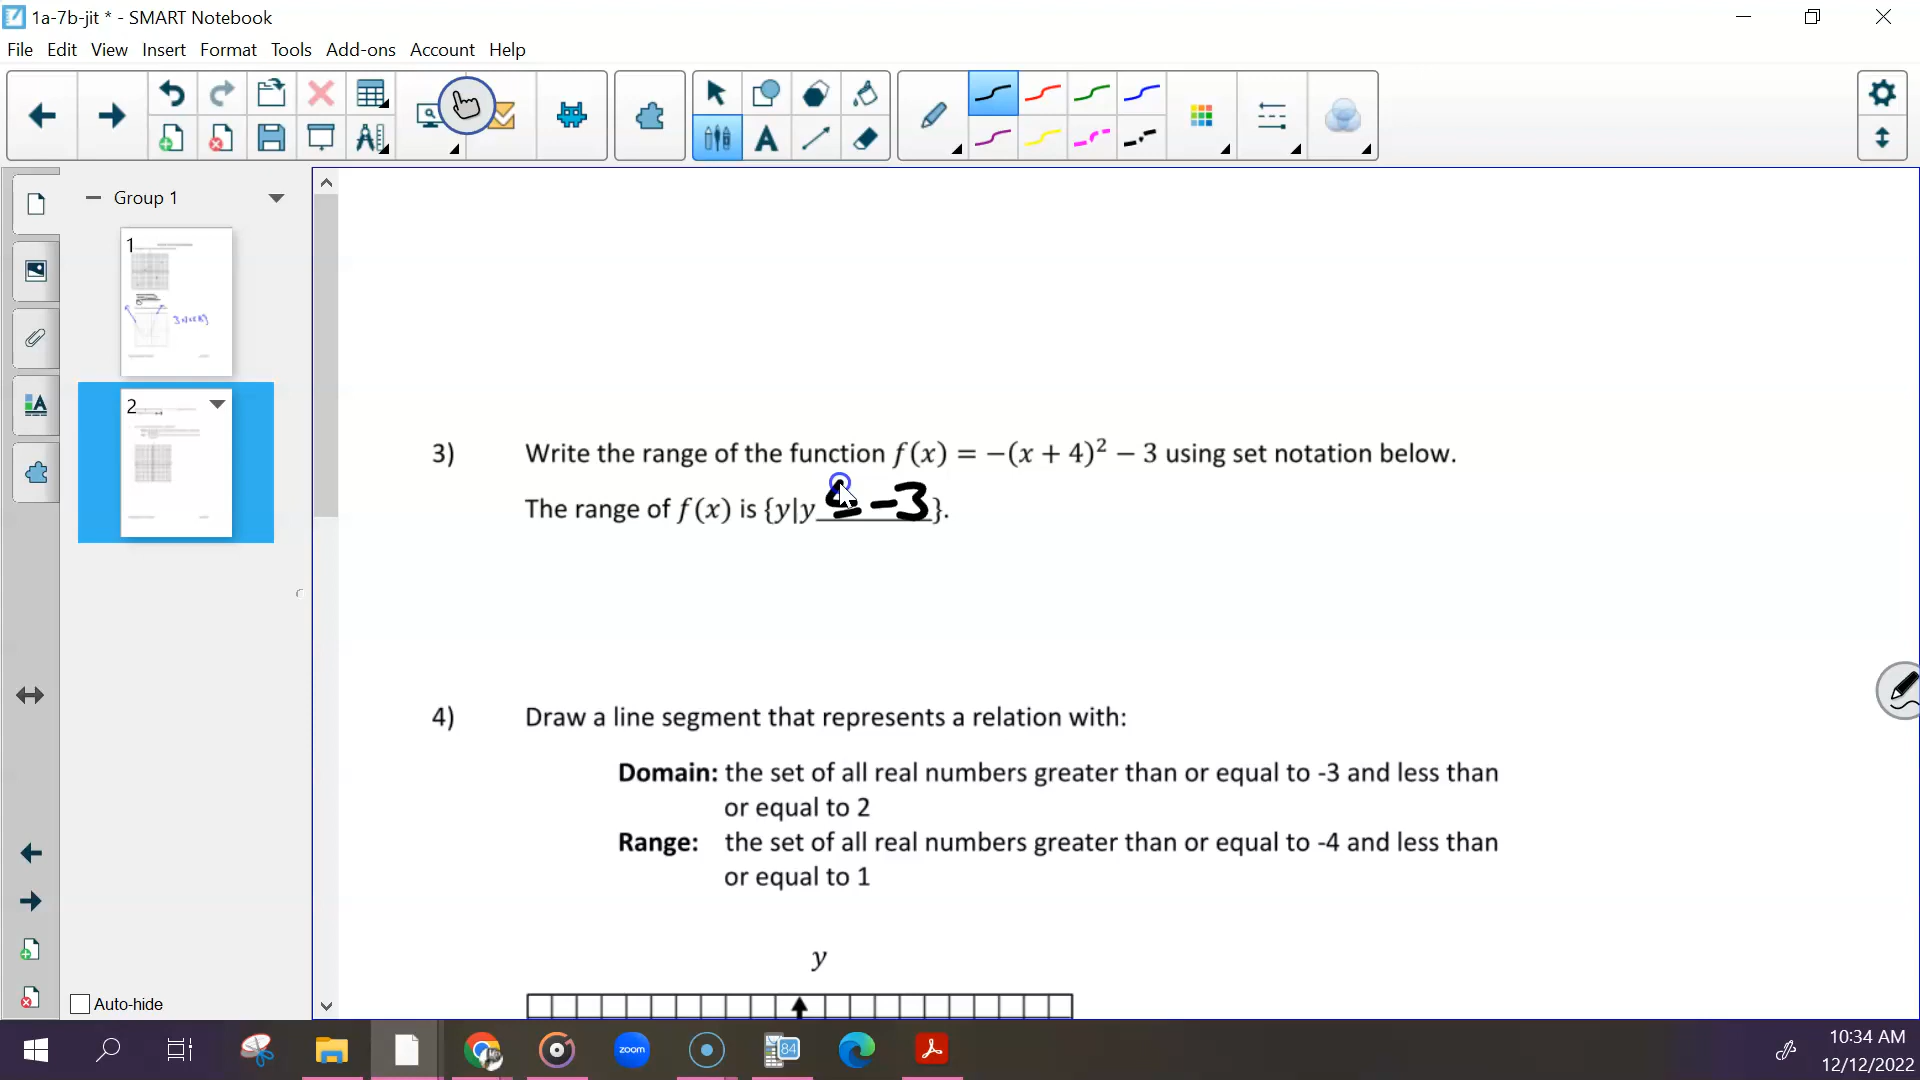 1a-7b-jit * - SMART Notebook
File Edit View Insert Format Tools Add-ons Account Help
Group 1
1
2
3) Write the range of the function f(x) = −(x + 4)² − 3 using set notation below.
The range of f(x) is {y|y ≤ -3}.
4) Draw a line segment that represents a relation with:
Domain: the set of all real numbers greater than or equal to -3 and less than
or equal to 2
Range: the set of all real numbers greater than or equal to -4 and less than
or equal to 1
y
Auto-hide
zoom
84
10:34 AM
12/12/2022